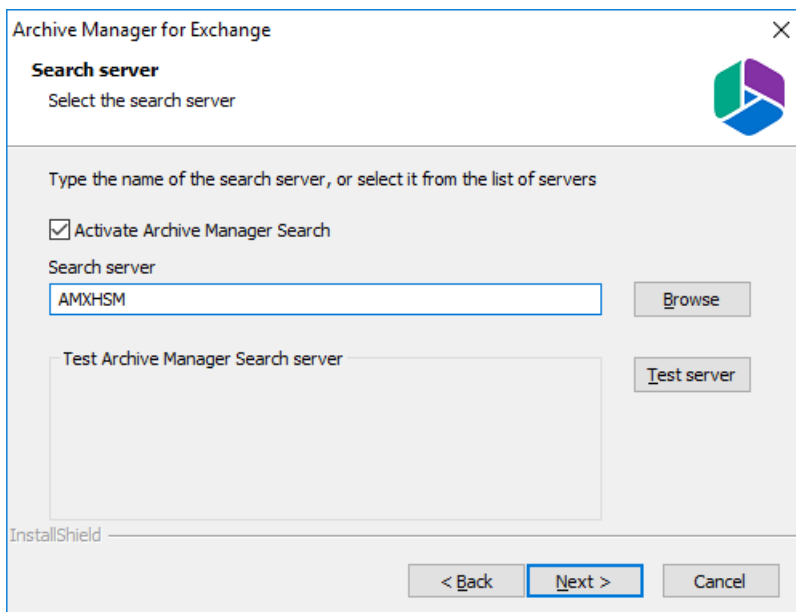 Archive Manager for Exchange
Search server
Select the search server
Type the name of the search server, or select it from the list of servers
Activate Archive Manager Search
Search server
AMXHSM
Browse
Test Archive Manager Search server
Test server
InstallShield
< Back
Next >
Cancel